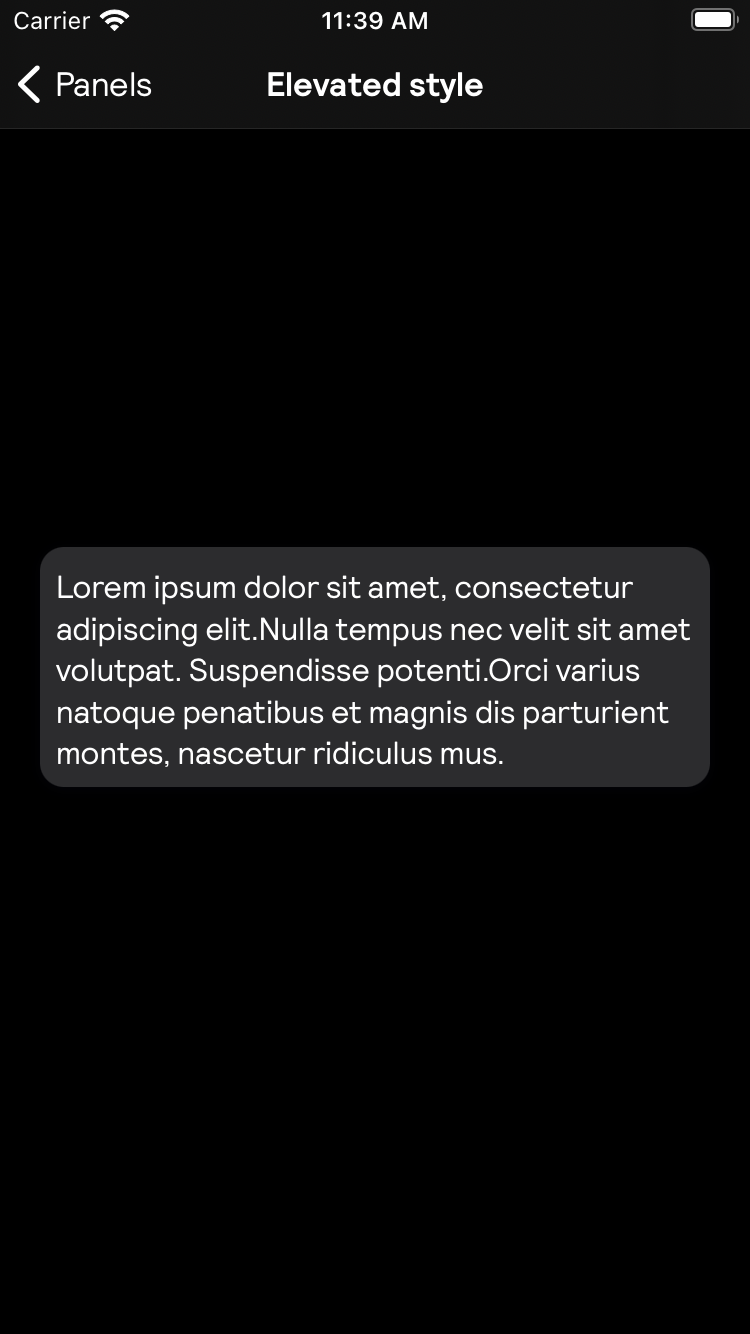 Carrier 11:39 AM
Panels Elevated style
Lorem ipsum dolor sit amet, consectetur
adipiscing elit.Nulla tempus nec velit sit amet
volutpat. Suspendisse potenti.Orci varius
natoque penatibus et magnis dis parturient
montes, nascetur ridiculus mus.